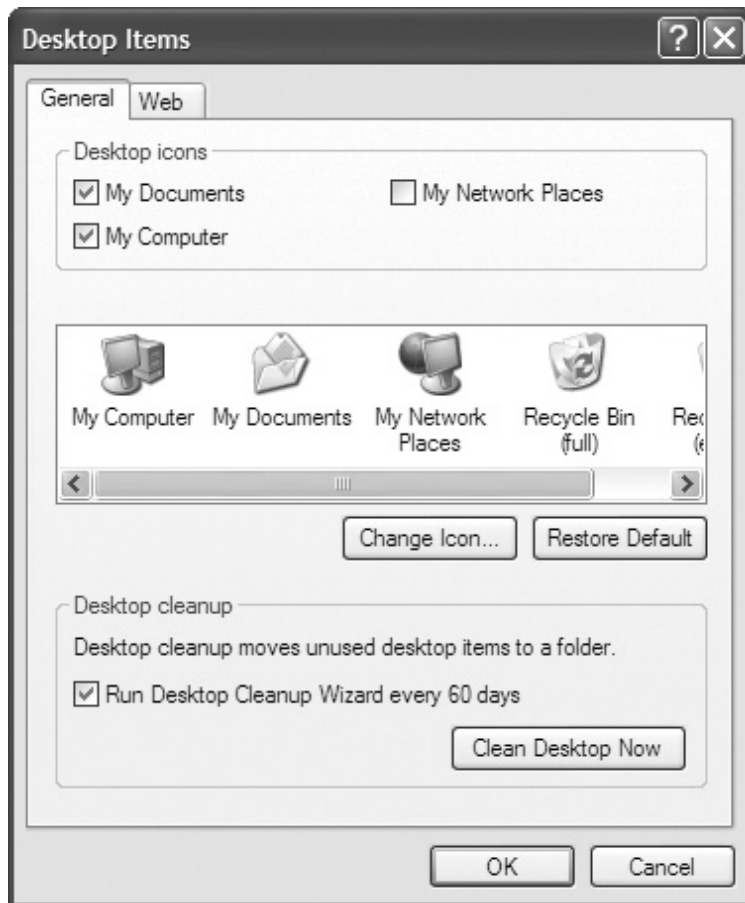 Desktop Items
General Web
Desktop icons
My Documents My Network Places
My Computer
My Computer My Documents My Network Recycle Bin Rec
Places (full) (e
Change Icon... Restore Default
Desktop cleanup
Desktop cleanup moves unused desktop items to a folder.
Run Desktop Cleanup Wizard every 60 days
Clean Desktop Now
OK Cancel